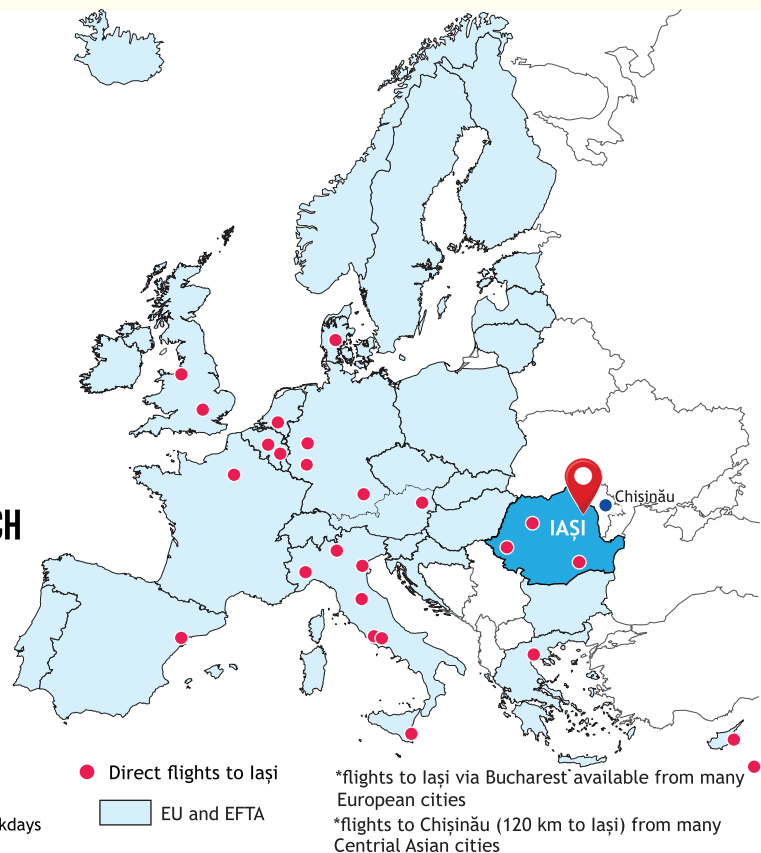 Chișinău
IAȘI
CH
Direct flights to Iași
EU and EFTA
kdays
*flights to Iași via Bucharest available from many
European cities
*flights to Chișinău (120 km to Iași) from many
Centrial Asian cities